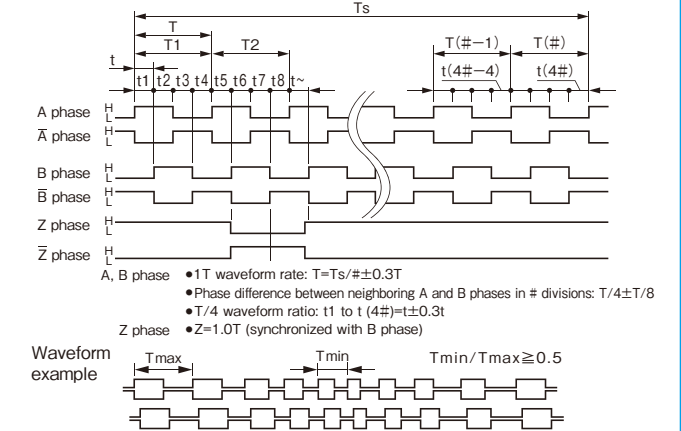 Ts
T
T1 T2 T(#−1) T(#)
t
t1 t2 t3 t4 t5 t6 t7 t8 t~ t(4#−4) t(4#)
A phase H L
A̅ phase H L
B phase H L
B̅ phase H L
Z phase H L
Z̅ phase H L
A, B phase ●1T waveform rate: T=Ts/#±0.3T
●Phase difference between neighboring A and B phases in # divisions: T/4±T/8
●T/4 waveform ratio: t1 to t (4#)=t±0.3t
Z phase ●Z=1.0T (synchronized with B phase)
Waveform example
Tmax Tmin Tmin/Tmax≧0.5